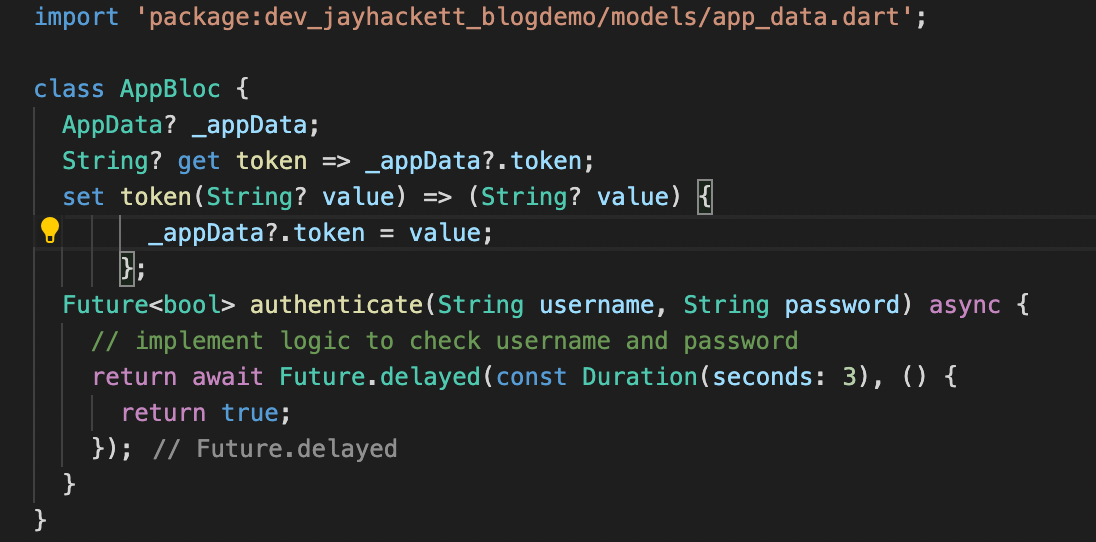 import 'package:dev_jayhackett_blogdemo/models/app_data.dart';
class AppBloc {
AppData? _appData;
String? get token => _appData?.token;
set token(String? value) => (String? value) {
_appData?.token = value;
};
Future<bool> authenticate(String username, String password) async {
// implement logic to check username and password
return await Future.delayed(const Duration(seconds: 3), () {
return true;
}); // Future.delayed
}
}